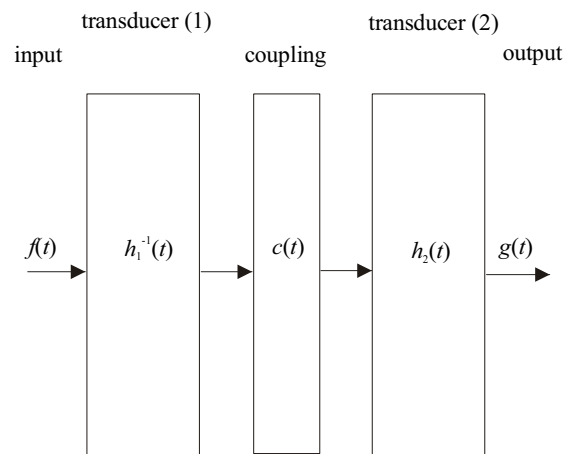 transducer (1) transducer (2)
input coupling output
f(t) h₁⁻¹(t) c(t) h₂(t) g(t)